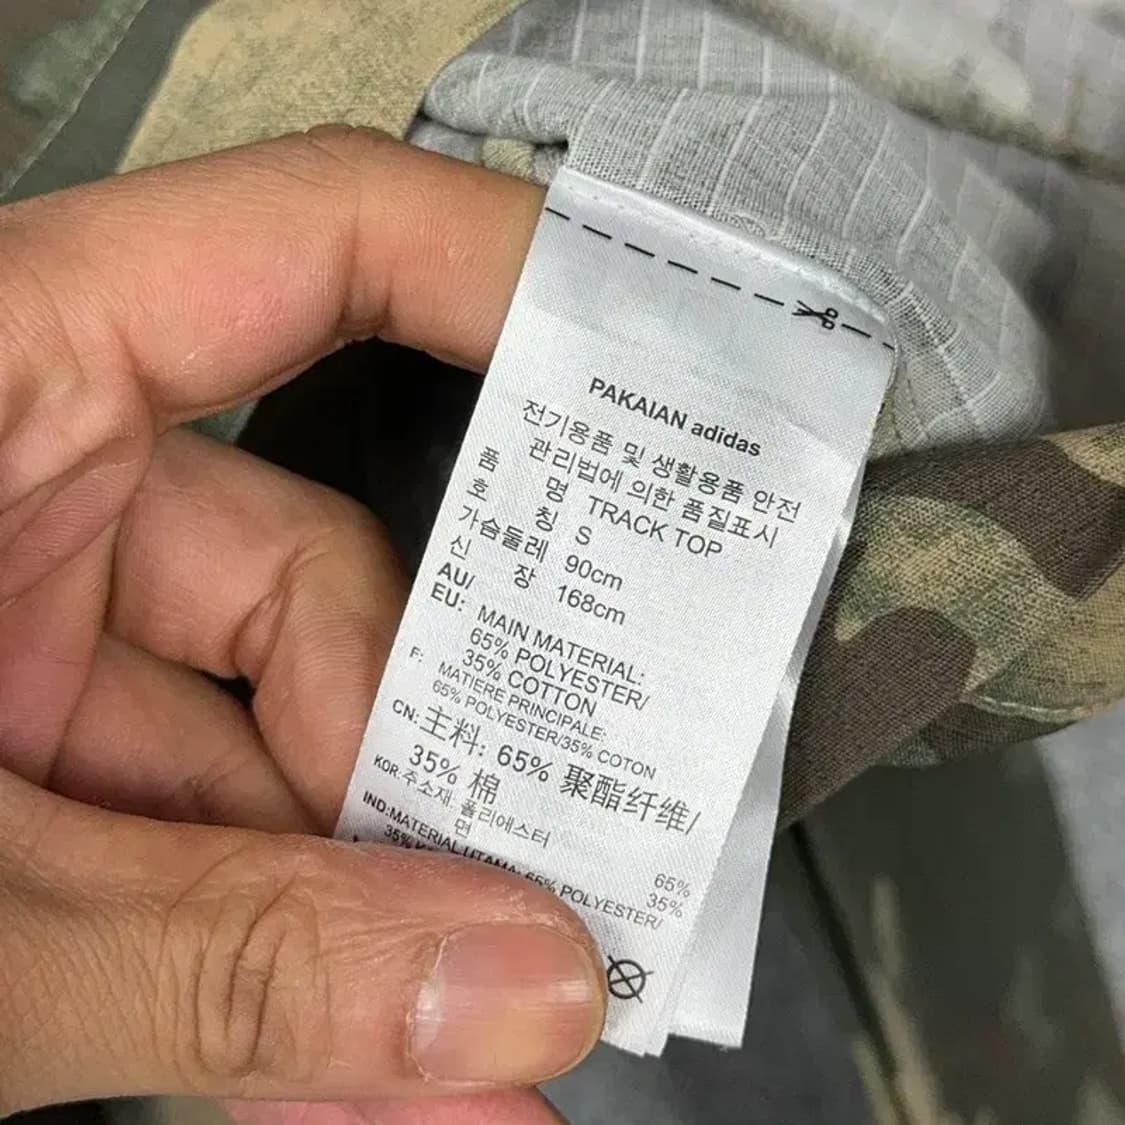 PAKAIAN adidas
전기용품 및 생활용품 안전
관리법에 의한 품질표시
품 명 TRACK TOP
호 칭 S
가슴둘레 90cm
신 장 168cm
AU/
EU: MAIN MATERIAL:
65% POLYESTER/
35% COTTON
F: MATIERE PRINCIPALE:
65% POLYESTER/35% COTON
CN: 主料: 65% 聚酯纤维/
35% 棉
KOR: 주소재. 폴리에스터 65%
면 35%
IND:MATERIAL UTAMA: 65% POLYESTER/
35%